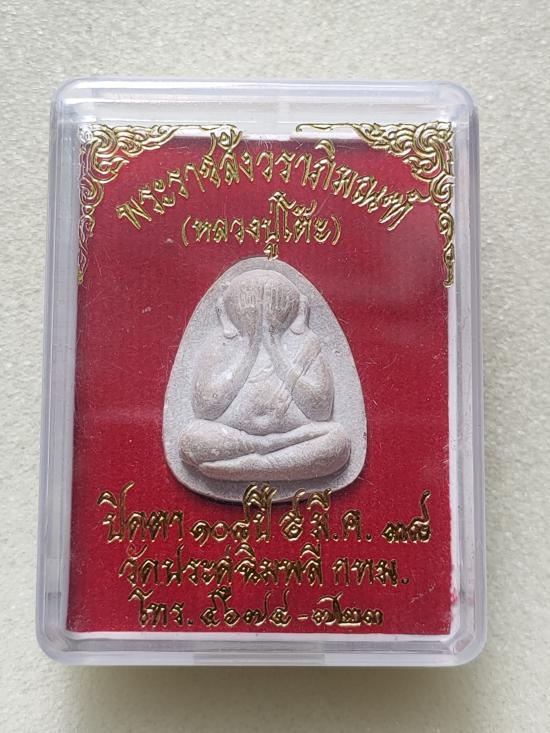 พระราชสังวราภิมณฑ์
(หลวงปู่โต๊ะ)
ปิดตา ๑๐๘ ปี ๕ มี.ค. ๓๘
วัดประดู่ฉิมพลี กทม.
โทร. ๔๖๗๔-๗๒๓